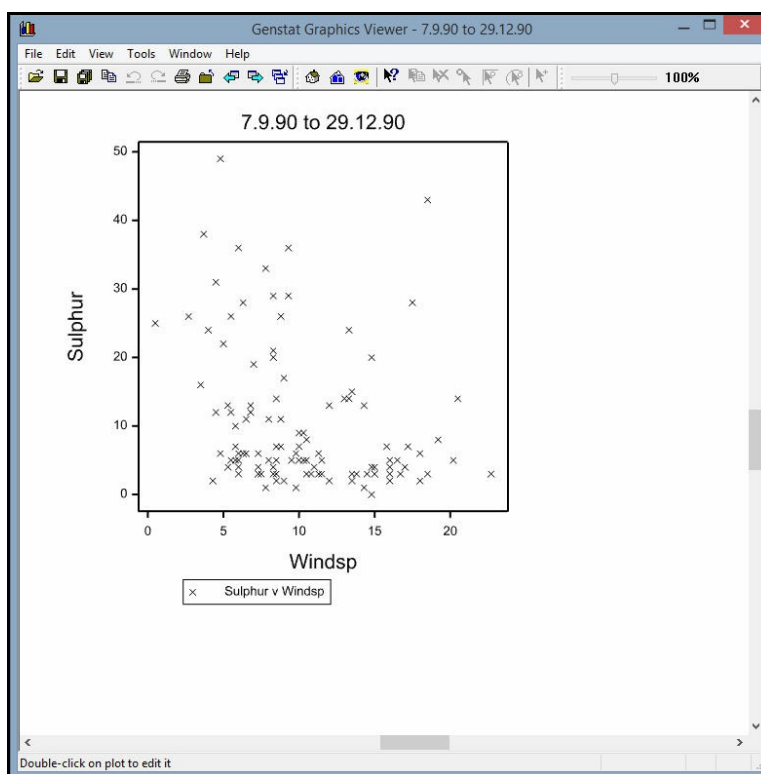 Genstat Graphics Viewer - 7.9.90 to 29.12.90
File Edit View Tools Window Help
100%
7.9.90 to 29.12.90
50
40
30
20
10
0
Sulphur
0 5 10 15 20
Windsp
Sulphur v Windsp
Double-click on plot to edit it